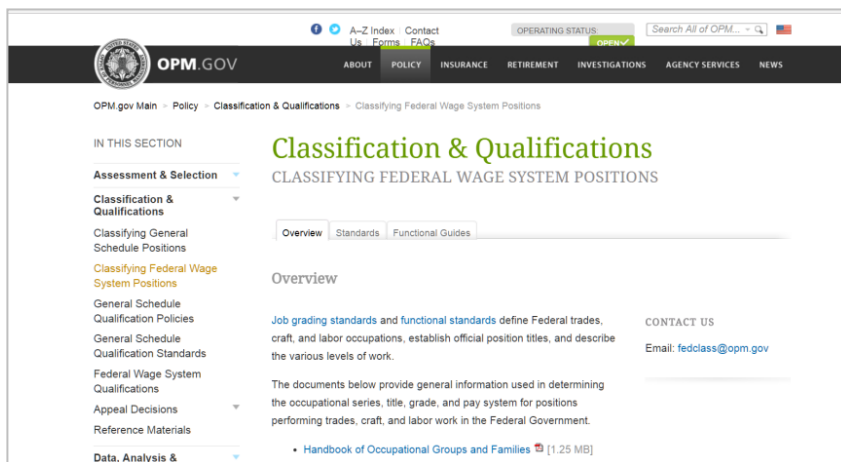 A–Z Index Contact
Us Forms FAQs
OPERATING STATUS:
OPEN
Search All of OPM...
OPM.GOV
ABOUT POLICY INSURANCE RETIREMENT INVESTIGATIONS AGENCY SERVICES NEWS
OPM.gov Main » Policy » Classification & Qualifications » Classifying Federal Wage System Positions
IN THIS SECTION
Assessment & Selection
Classification &
Qualifications
Classifying General
Schedule Positions
Classifying Federal Wage
System Positions
General Schedule
Qualification Policies
General Schedule
Qualification Standards
Federal Wage System
Qualifications
Appeal Decisions
Reference Materials
Data, Analysis &
Classification & Qualifications
CLASSIFYING FEDERAL WAGE SYSTEM POSITIONS
Overview Standards Functional Guides
Overview
Job grading standards and functional standards define Federal trades,
craft, and labor occupations, establish official position titles, and describe
the various levels of work.
The documents below provide general information used in determining
the occupational series, title, grade, and pay system for positions
performing trades, craft, and labor work in the Federal Government.
• Handbook of Occupational Groups and Families [1.25 MB]
CONTACT US
Email: fedclass@opm.gov